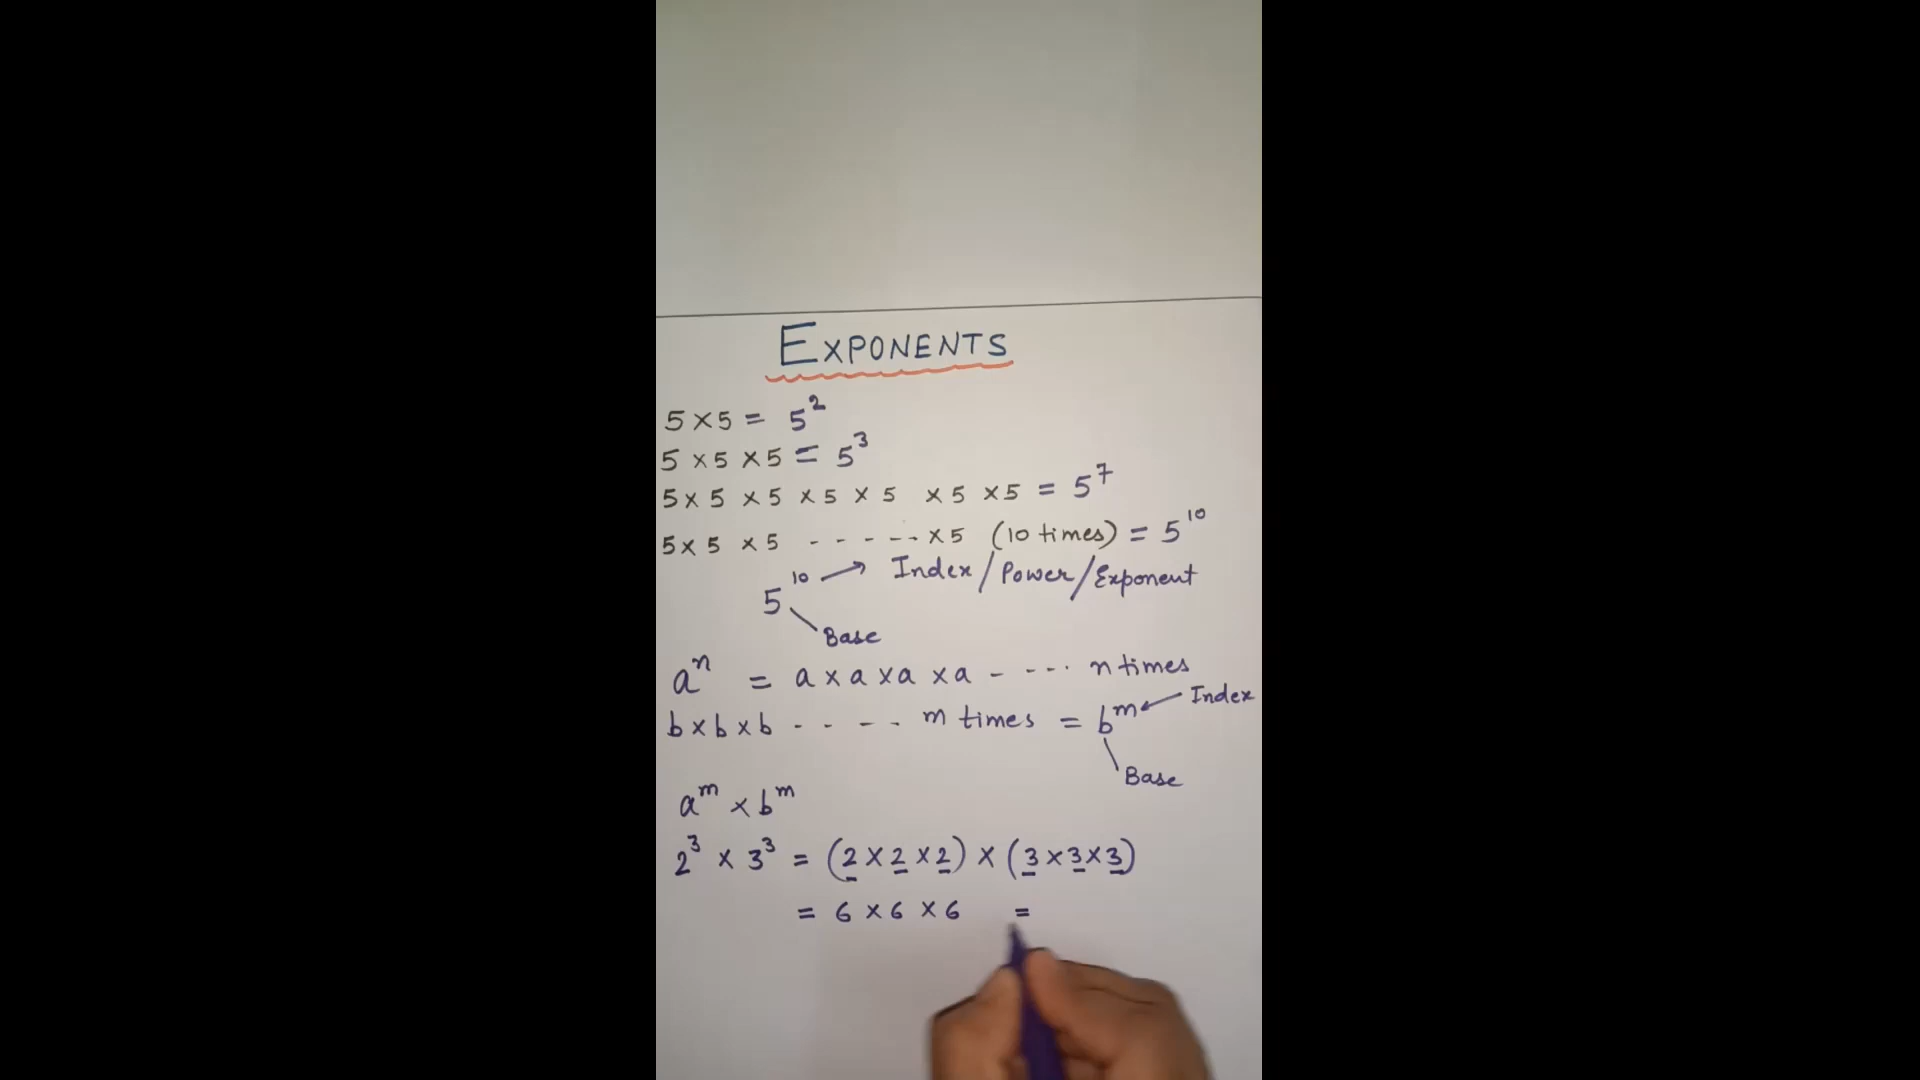 EXPONENTS
5 × 5 = 5²
5 × 5 × 5 = 5³
5 × 5 × 5 × 5 × 5 × 5 × 5 = 5⁷
5 × 5 × 5 - - - - - - × 5 (10 times) = 5¹⁰
5¹⁰ → Index/Power/Exponent
Base
aⁿ = a × a × a × a - - - - · n times
b × b × b - - - - - m times = bᵐ ← Index
Base
aᵐ × bᵐ
2³ × 3³ = (2 × 2 × 2) × (3 × 3 × 3)
= 6 × 6 × 6 =